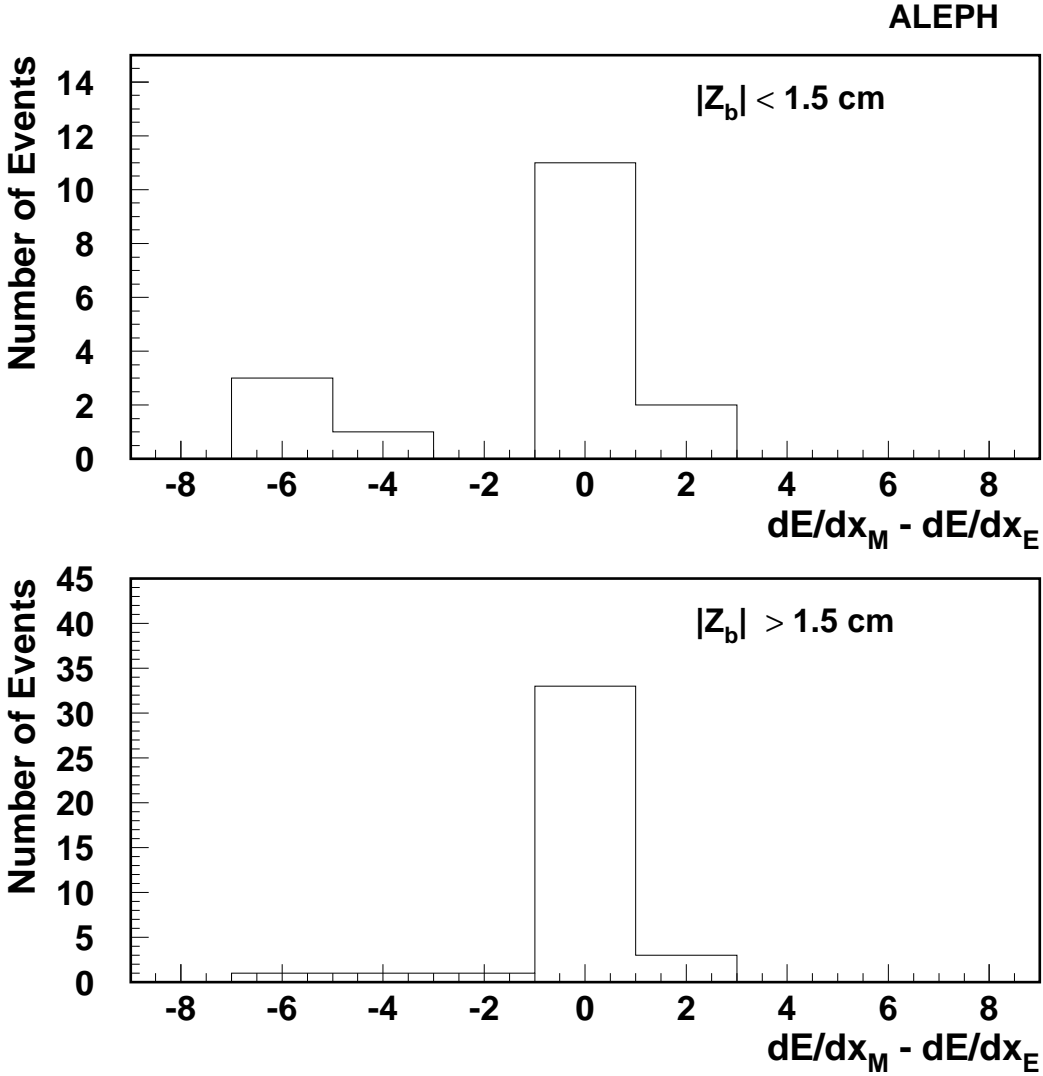 ALEPH
Number of Events
14
12
10
8
6
4
2
0
|Z_b| < 1.5 cm
-8 -6 -4 -2 0 2 4 6 8
dE/dx_M - dE/dx_E
Number of Events
45
40
35
30
25
20
15
10
5
0
|Z_b| > 1.5 cm
-8 -6 -4 -2 0 2 4 6 8
dE/dx_M - dE/dx_E